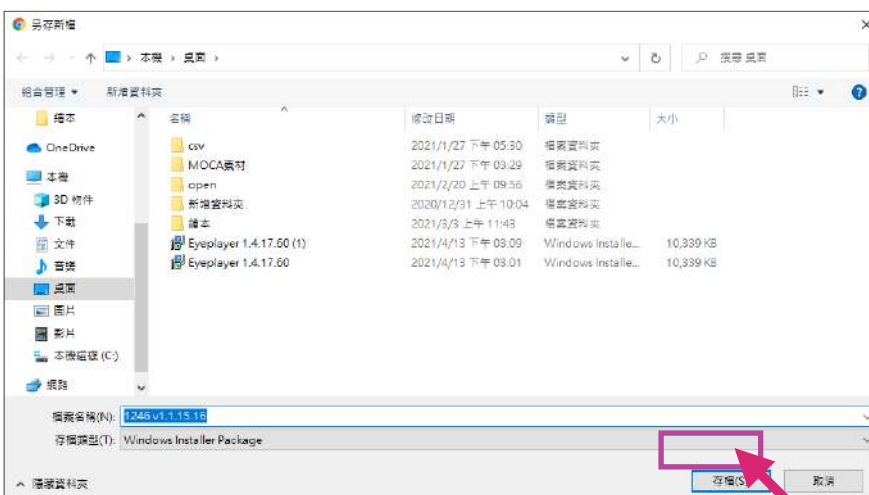 另存新檔
本機 › 桌面 ›
搜尋 桌面
組合管理 新增資料夾
名稱 修改日期 類型 大小
繪本
OneDrive
本機
3D 物件
下載
文件
音樂
桌面
圖片
影片
本機磁碟 (C:)
網路
csv 2021/1/27 下午 05:30 檔案資料夾
MOCA素材 2021/1/27 下午 03:29 檔案資料夾
open 2021/2/20 上午 09:56 檔案資料夾
新增資料夾 2020/12/31 上午 10:04 檔案資料夾
繪本 2021/3/3 上午 11:43 檔案資料夾
Eyeplayer 1.4.17.60 (1) 2021/4/13 下午 03:09 Windows Installe... 10,339 KB
Eyeplayer 1.4.17.60 2021/4/13 下午 03:01 Windows Installe... 10,339 KB
檔案名稱(N): 1246 v1.1.15.16
存檔類型(T): Windows Installer Package
隱藏資料夾
存檔(S) 取消